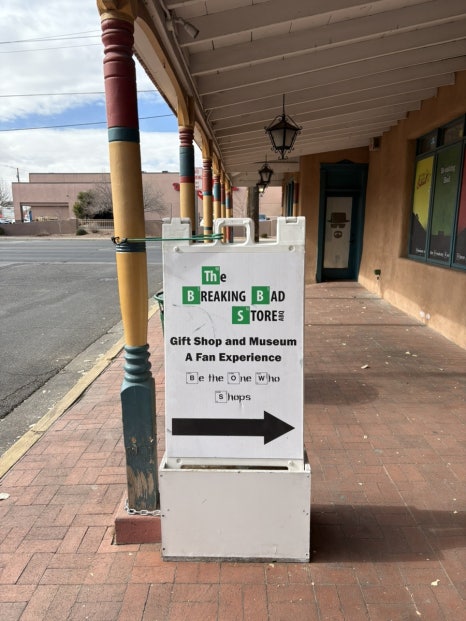 The
Breaking Bad
Store ABQ
Gift Shop and Museum
A Fan Experience
Be the One Who
Shops